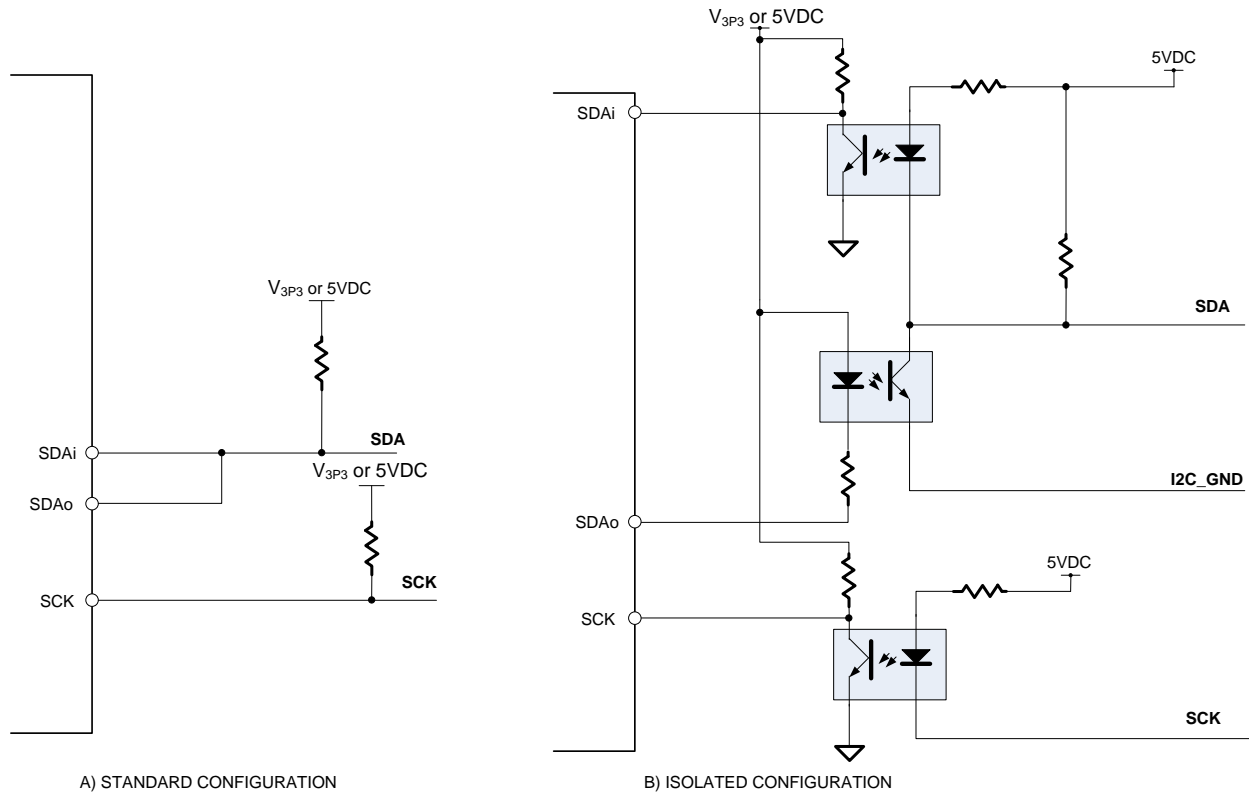 V3P3 or 5VDC
SDAi
SDAo
SCK
SDA
V3P3 or 5VDC
SCK
A) STANDARD CONFIGURATION
V3P3 or 5VDC
5VDC
SDAi
SDA
I2C_GND
SDAo
5VDC
SCK
SCK
B) ISOLATED CONFIGURATION